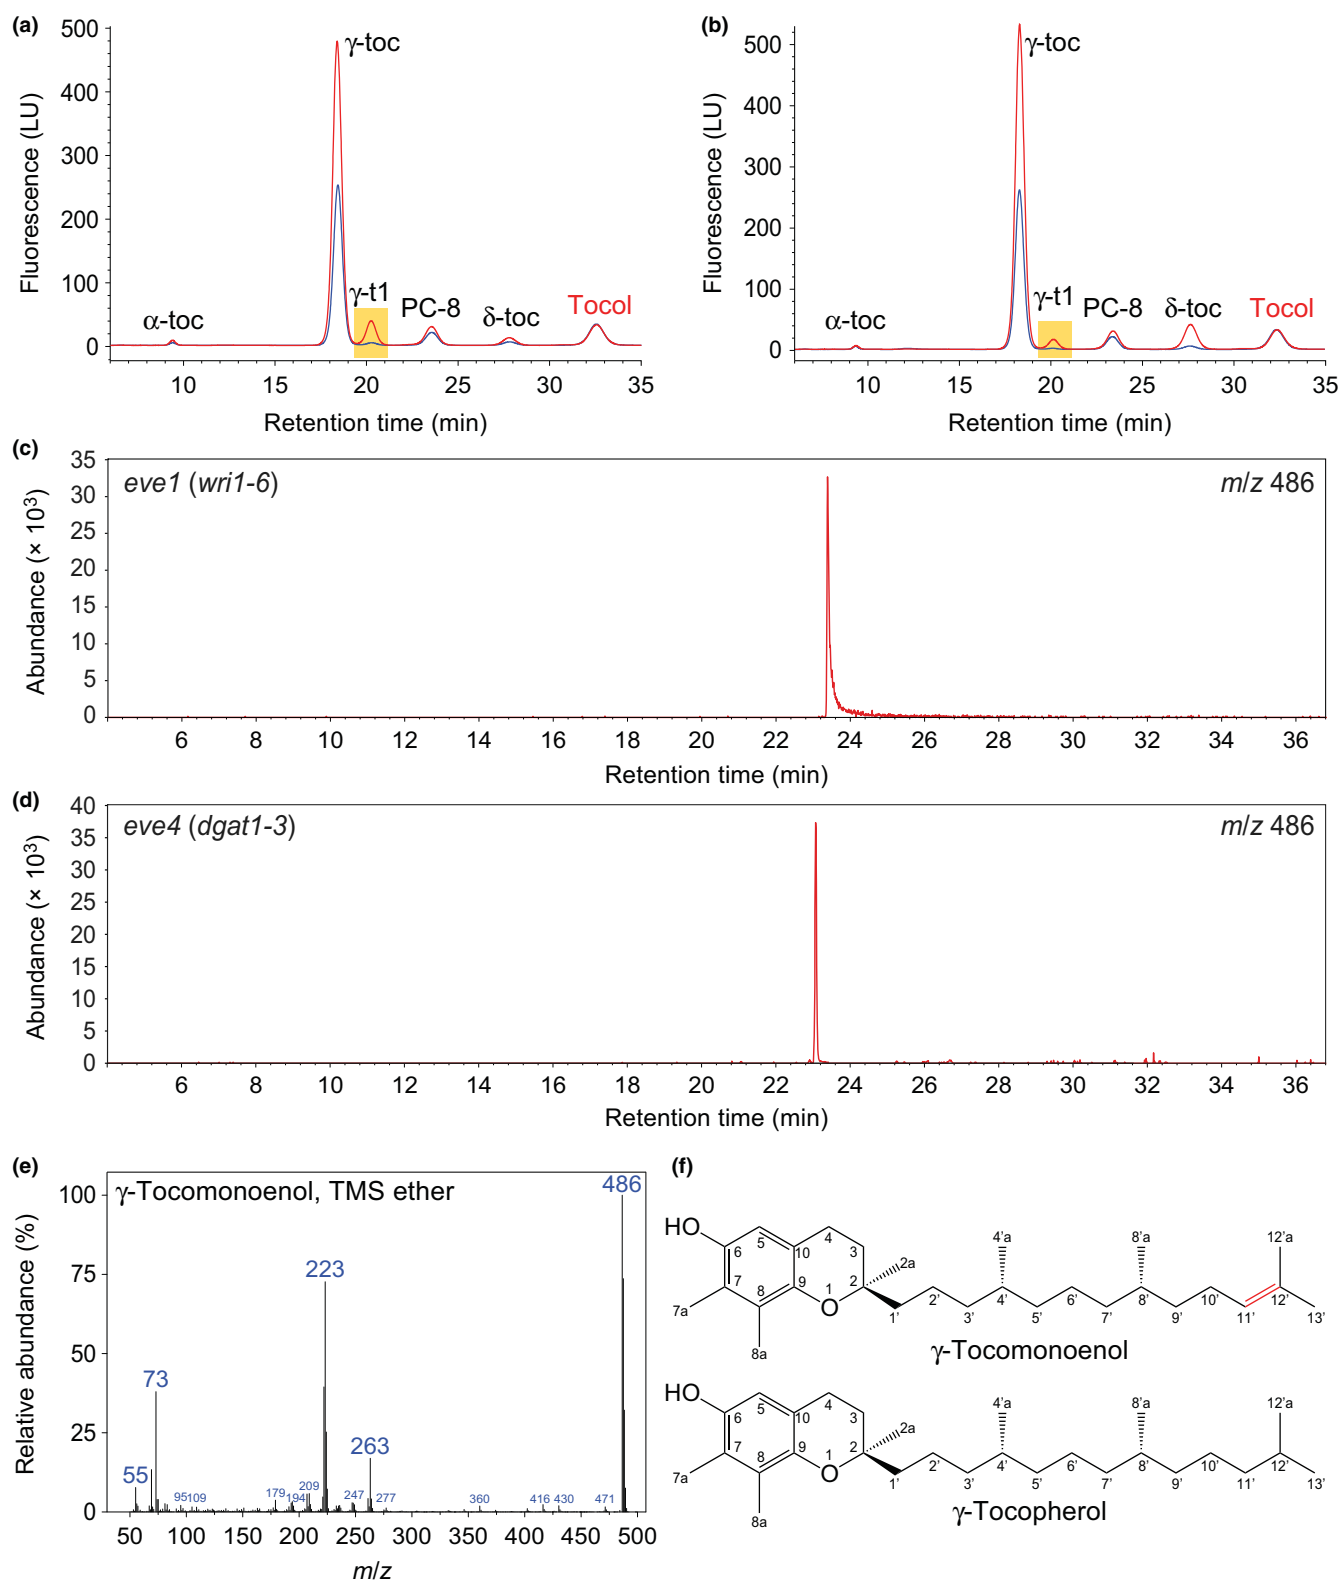 (a)
500
400
300
200
100
0
Fluorescence (LU)
γ-toc
α-toc
γ-t1
PC-8
δ-toc
Tocol
10 15 20 25 30 35
Retention time (min)
(b)
500
400
300
200
100
0
Fluorescence (LU)
γ-toc
α-toc
γ-t1
PC-8
δ-toc
Tocol
10 15 20 25 30 35
Retention time (min)
(c)
35
30
25
20
15
10
5
0
Abundance (× 10³)
eve1 (wri1-6) m/z 486
6 8 10 12 14 16 18 20 22 24 26 28 30 32 34 36
Retention time (min)
(d)
40
35
30
25
20
15
10
5
0
Abundance (× 10³)
eve4 (dgat1-3) m/z 486
6 8 10 12 14 16 18 20 22 24 26 28 30 32 34 36
Retention time (min)
(e)
γ-Tocomonoenol, TMS ether
100
75
50
25
0
Relative abundance (%)
55 73 95 109 179 194 209 223 247 263 277 360 416 430 471 486
50 100 150 200 250 300 350 400 450 500
m/z
(f)
HO
6 5 10 4 3 2 2a
7 8 9 1 O
7a 8a
1' 2' 3' 4' 4'a 5' 6' 7' 8' 8'a 9' 10' 11' 12' 12'a 13'
γ-Tocomonoenol
HO
6 5 10 4 3 2 2a
7 8 9 1 O
7a 8a
1' 2' 3' 4' 4'a 5' 6' 7' 8' 8'a 9' 10' 11' 12' 12'a 13'
γ-Tocopherol